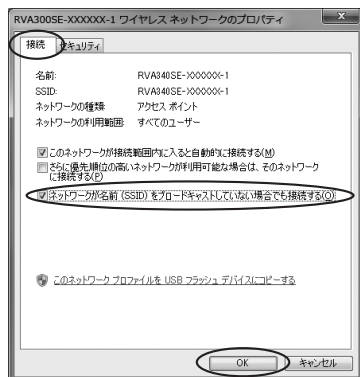 RVA300SE-XXXXXX-1 ワイヤレス ネットワークのプロパティ
接続 セキュリティ
名前: RVA340SE-XXXXXX-1
SSID: RVA340SE-XXXXXX-1
ネットワークの種類: アクセス ポイント
ネットワークの利用範囲: すべてのユーザー
このネットワークが接続範囲内に入ると自動的に接続する(M)
さらに優先順位の高いネットワークが利用可能な場合は、そのネットワーク
に接続する(P)
ネットワークが名前 (SSID) をブロードキャストしていない場合でも接続する(O)
このネットワーク プロファイルを USB フラッシュ デバイスにコピーする
OK キャンセル